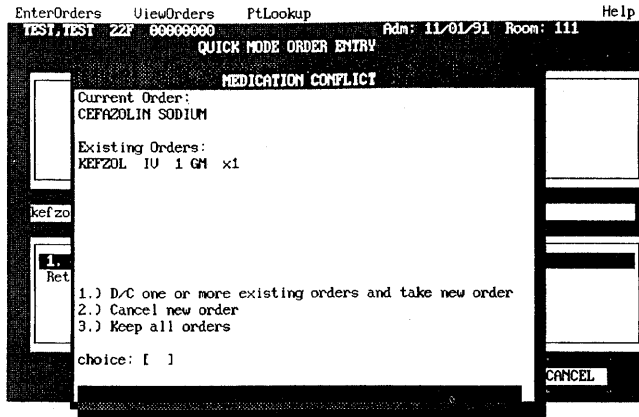 EnterOrders ViewOrders PtLookup Help
TEST,TEST 22F 00000000 Adm: 11/01/91 Room: 111
QUICK MODE ORDER ENTRY
MEDICATION CONFLICT
Current Order:
CEFAZOLIN SODIUM
Existing Orders:
KEFZOL IV 1 GM x1
kefzo
1.
Ret
1.) D/C one or more existing orders and take new order
2.) Cancel new order
3.) Keep all orders
choice: [ ]
CANCEL